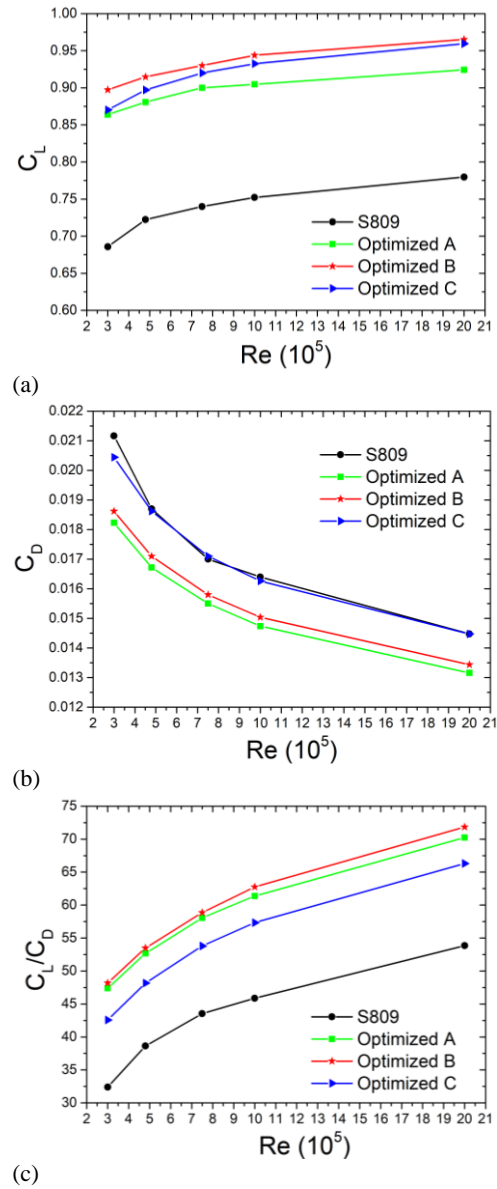 1.00
0.95
0.90
0.85
0.80
0.75
0.70
0.65
0.60
C_L
S809
Optimized A
Optimized B
Optimized C
2 3 4 5 6 7 8 9 10 11 12 13 14 15 16 17 18 19 20 21
Re (10^5)
(a)
0.022
0.021
0.020
0.019
0.018
0.017
0.016
0.015
0.014
0.013
0.012
C_D
S809
Optimized A
Optimized B
Optimized C
2 3 4 5 6 7 8 9 10 11 12 13 14 15 16 17 18 19 20 21
Re (10^5)
(b)
75
70
65
60
55
50
45
40
35
30
C_L/C_D
S809
Optimized A
Optimized B
Optimized C
2 3 4 5 6 7 8 9 10 11 12 13 14 15 16 17 18 19 20 21
Re (10^5)
(c)